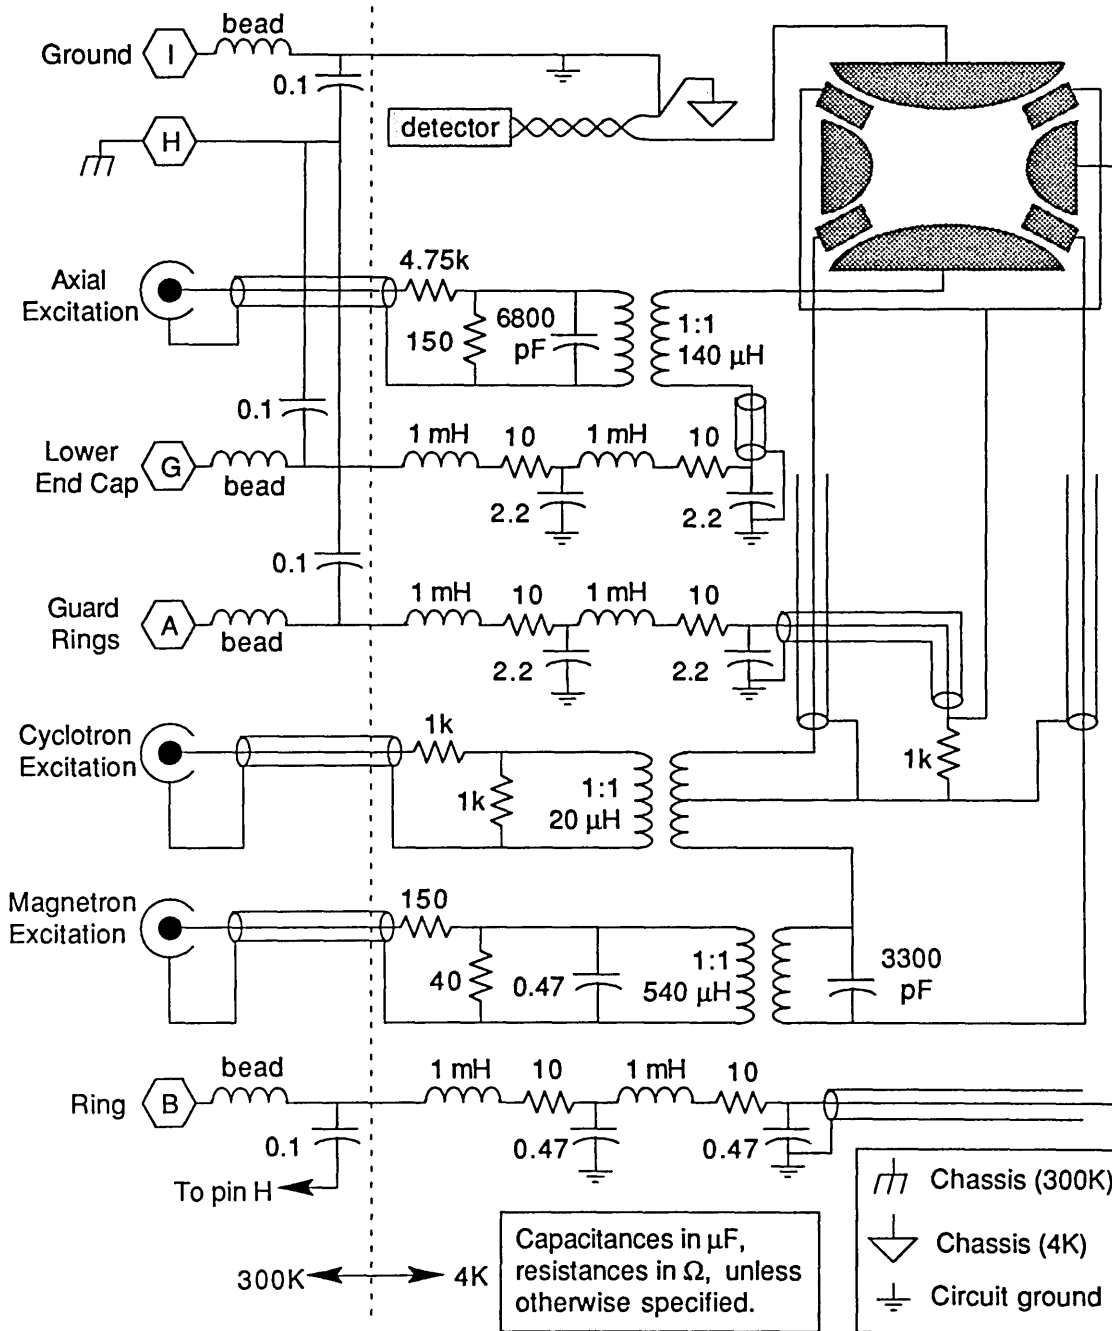 bead
Ground I
0.1
detector
H
4.75k
Axial
Excitation
150
6800
pF
1:1
140 µH
0.1
1 mH 10 1 mH 10
Lower
End Cap
G
bead
2.2
2.2
0.1
1 mH 10 1 mH 10
Guard
Rings
A
bead
2.2
2.2
1k
Cyclotron
Excitation
1k
1:1
20 µH
1k
150
Magnetron
Excitation
40
0.47
1:1
540 µH
3300
pF
bead
1 mH 10 1 mH 10
Ring B
0.1
0.47
0.47
To pin H
300K 4K
Capacitances in µF,
resistances in Ω, unless
otherwise specified.
Chassis (300K)
Chassis (4K)
Circuit ground